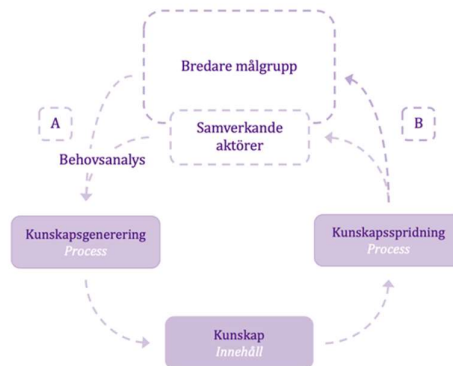 Bredare målgrupp
A
B
Samverkande
aktörer
Behovsanalys
Kunskapsgenerering
Process
Kunskapsspridning
Process
Kunskap
Innehåll